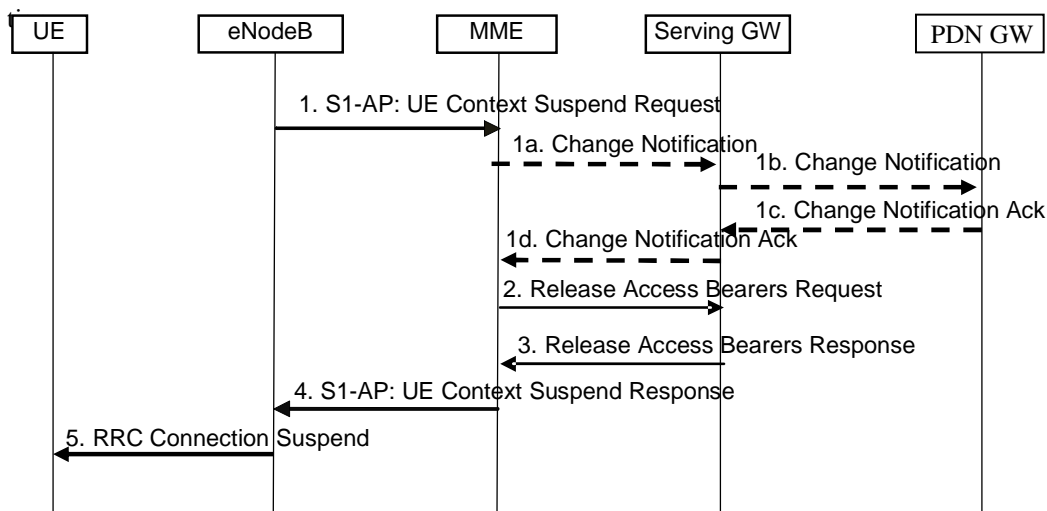 UE
eNodeB
MME
Serving GW
PDN GW
1. S1-AP: UE Context Suspend Request
1a. Change Notification
1b. Change Notification
1c. Change Notification Ack
1d. Change Notification Ack
2. Release Access Bearers Request
3. Release Access Bearers Response
4. S1-AP: UE Context Suspend Response
5. RRC Connection Suspend